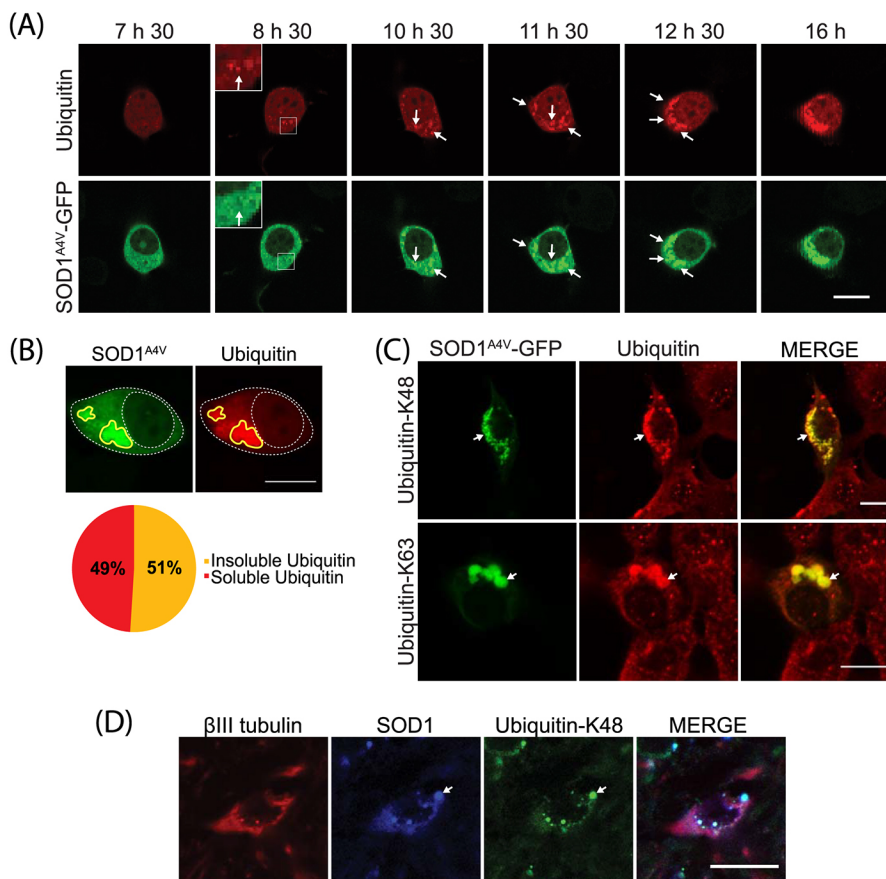 (A)
7 h 30 8 h 30 10 h 30 11 h 30 12 h 30 16 h
Ubiquitin
SOD1A4V-GFP
(B)
SOD1A4V Ubiquitin
49% 51%
Insoluble Ubiquitin
Soluble Ubiquitin
(C)
SOD1A4V-GFP Ubiquitin MERGE
Ubiquitin-K48
Ubiquitin-K63
(D)
βIII tubulin SOD1 Ubiquitin-K48 MERGE